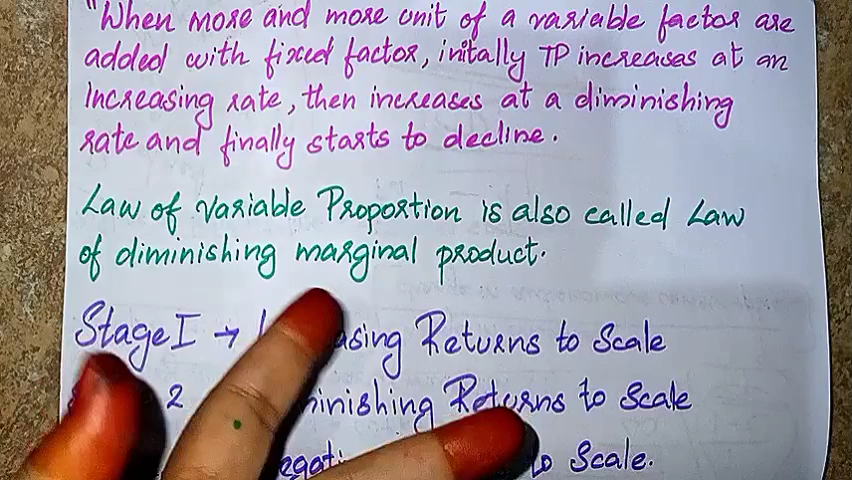 "When more and more unit of a variable factor are
added with fixed factor, initally TP increases at an
Increasing rate, then increases at a diminishing
rate and finally starts to decline.
Law of Variable Proportion is also called Law
of diminishing marginal product.
Stage I → Returns to Scale
2 Returns to Scale
to Scale.